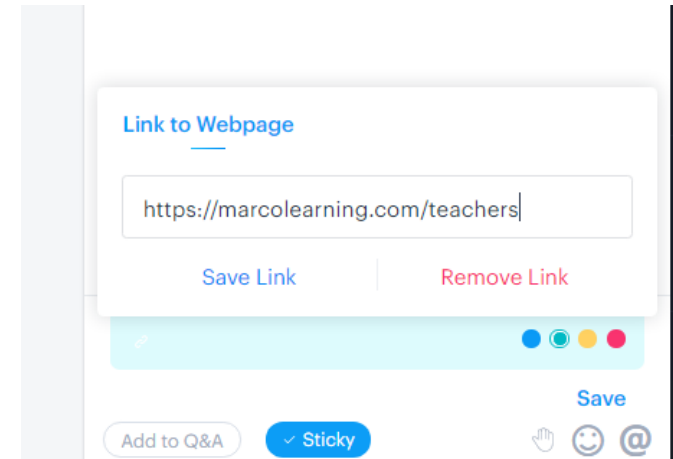 Link to Webpage
https://marcolearning.com/teachers
Save Link Remove Link
Save
Add to Q&A ✓ Sticky @